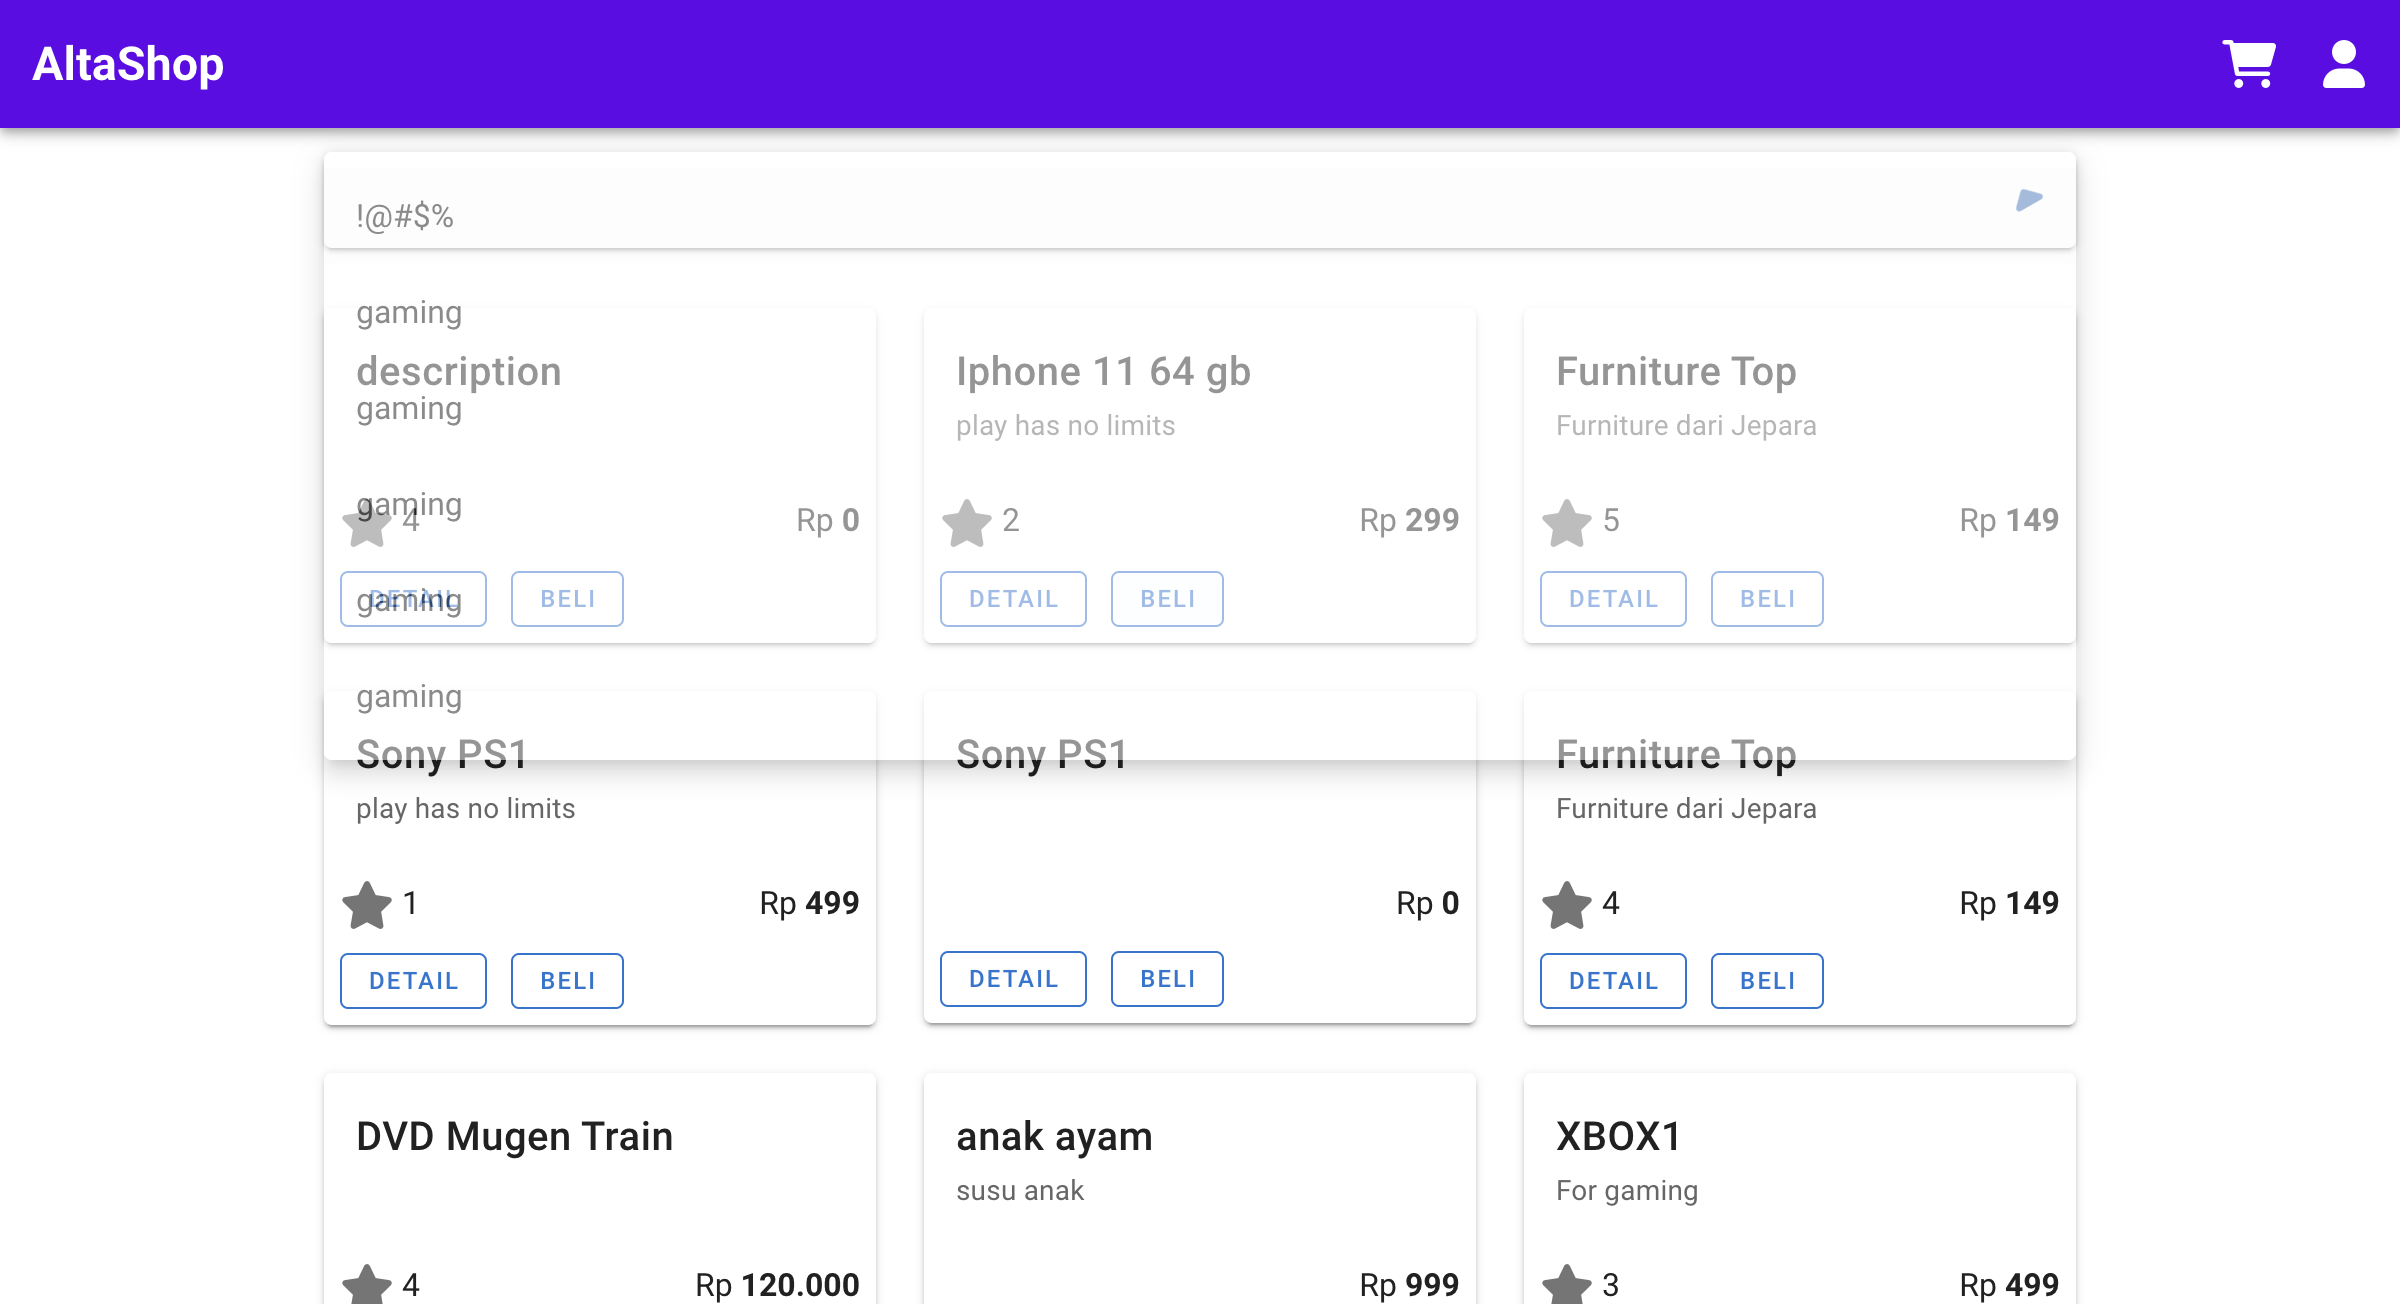 AltaShop
!@#$%
gaming
description
Iphone 11 64 gb
Furniture Top
gaming
play has no limits
Furniture dari Jepara
gaming
4
Rp 0
2
Rp 299
5
Rp 149
DETAIL
gaming
BELI
DETAIL
BELI
DETAIL
BELI
gaming
Sony PS1
Sony PS1
Furniture Top
play has no limits
Furniture dari Jepara
1
Rp 499
Rp 0
4
Rp 149
DETAIL
BELI
DETAIL
BELI
DETAIL
BELI
DVD Mugen Train
anak ayam
XBOX1
susu anak
For gaming
4
Rp 120.000
Rp 999
3
Rp 499